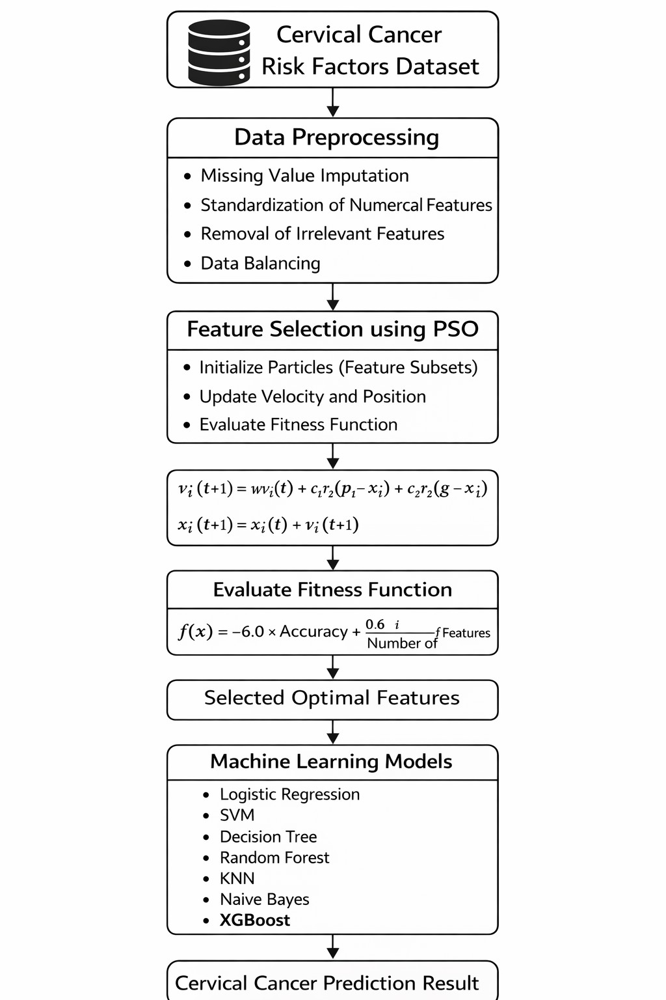 Cervical Cancer
Risk Factors Dataset
Data Preprocessing
• Missing Value Imputation
• Standardization of Numercal Features
• Removal of Irrelevant Features
• Data Balancing
Feature Selection using PSO
• Initialize Particles (Feature Subsets)
• Update Velocity and Position
• Evaluate Fitness Function
vᵢ (t+1) = wvᵢ(t) + c₁r₂(p₁ − xᵢ) + c₂r₂(g − xᵢ)
xᵢ (t+1) = xᵢ(t) + vᵢ (t+1)
Evaluate Fitness Function
f(x) = −6.0 × Accuracy + 0.6 i / Number of f Features
Selected Optimal Features
Machine Learning Models
• Logistic Regression
• SVM
• Decision Tree
• Random Forest
• KNN
• Naive Bayes
• XGBoost
Cervical Cancer Prediction Result